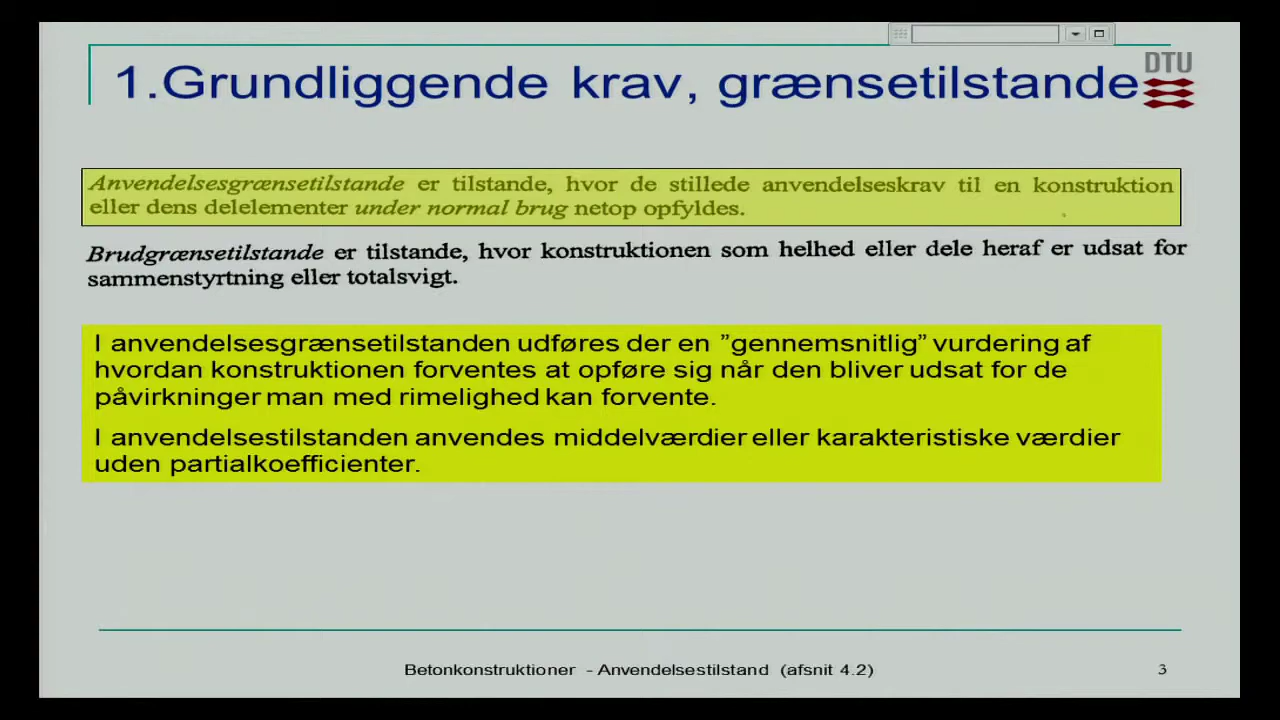 1.Grundliggende krav, grænsetilstande
DTU
Anvendelsesgrænsetilstande er tilstande, hvor de stillede anvendelseskrav til en konstruktion
eller dens delelementer under normal brug netop opfyldes.
Brudgrænsetilstande er tilstande, hvor konstruktionen som helhed eller dele heraf er udsat for
sammenstyrtning eller totalsvigt.
I anvendelsesgrænsetilstanden udføres der en ”gennemsnitlig” vurdering af
hvordan konstruktionen forventes at opføre sig når den bliver udsat for de
påvirkninger man med rimelighed kan forvente.
I anvendelsestilstanden anvendes middelværdier eller karakteristiske værdier
uden partialkoefficienter.
Betonkonstruktioner - Anvendelsestilstand (afsnit 4.2)
3